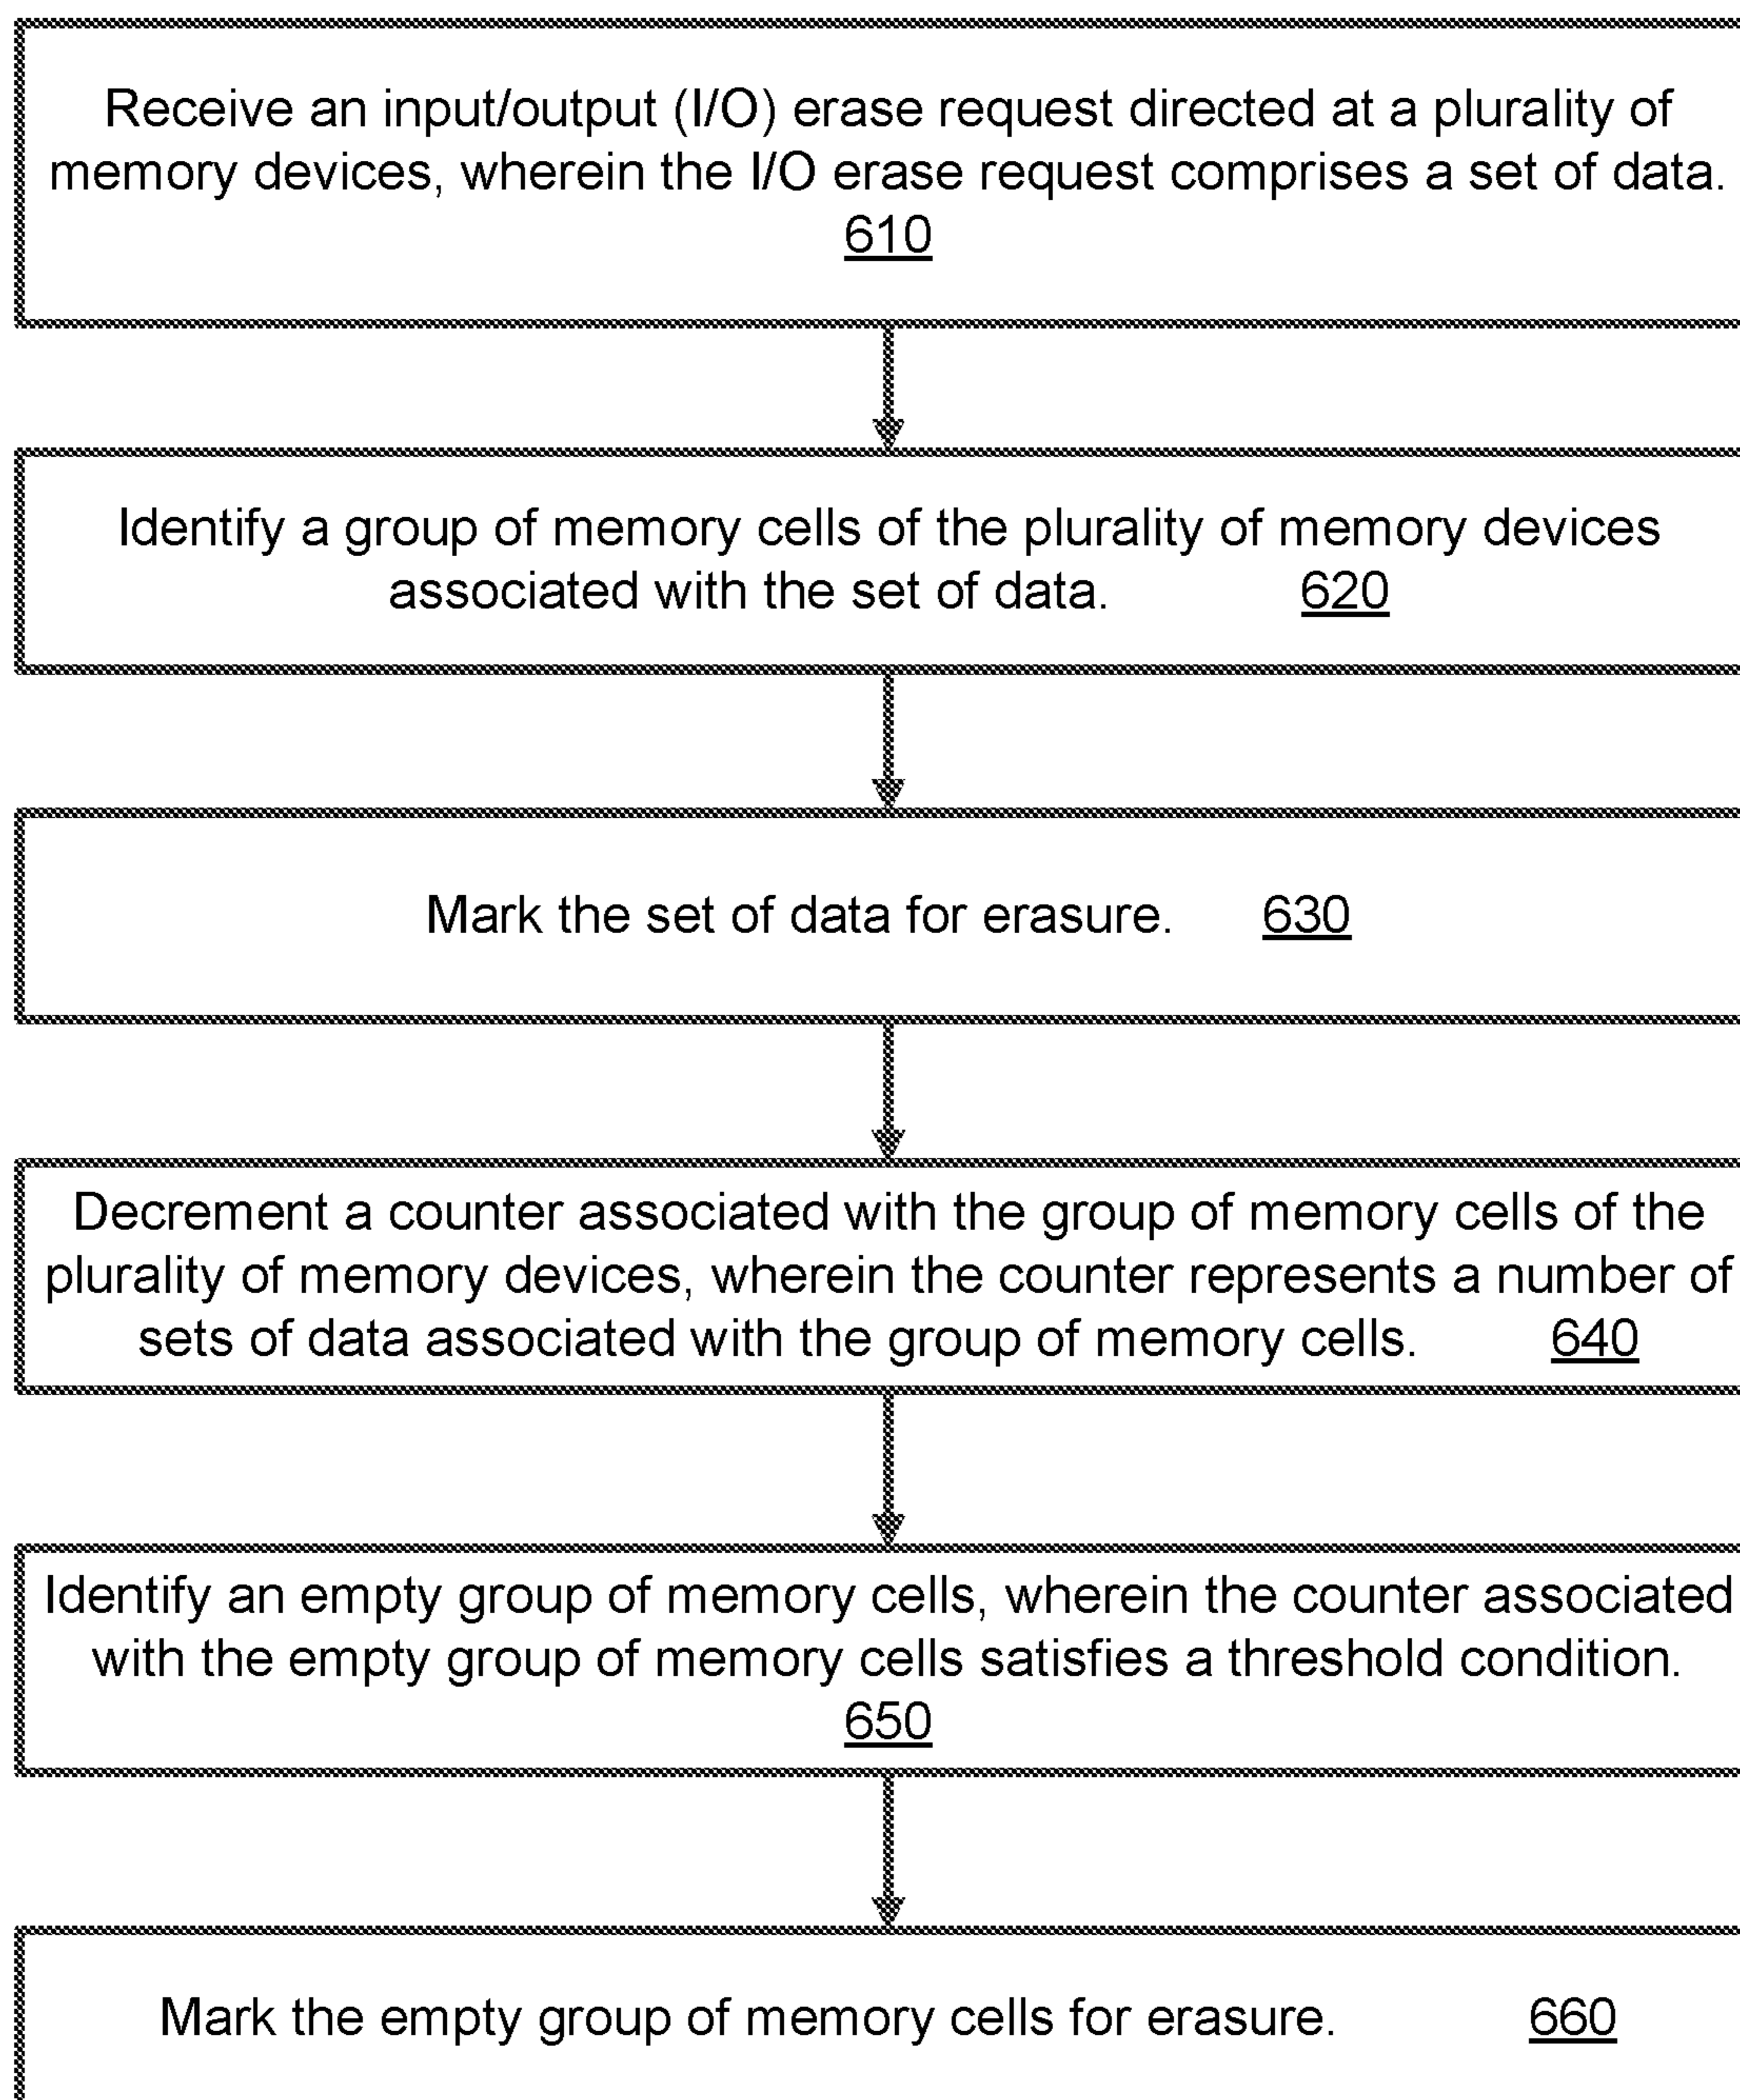 Receive an input/output (I/O) erase request directed at a plurality of
memory devices, wherein the I/O erase request comprises a set of data.
610
Identify a group of memory cells of the plurality of memory devices
associated with the set of data. 620
Mark the set of data for erasure. 630
Decrement a counter associated with the group of memory cells of the
plurality of memory devices, wherein the counter represents a number of
sets of data associated with the group of memory cells. 640
Identify an empty group of memory cells, wherein the counter associated
with the empty group of memory cells satisfies a threshold condition.
650
Mark the empty group of memory cells for erasure. 660